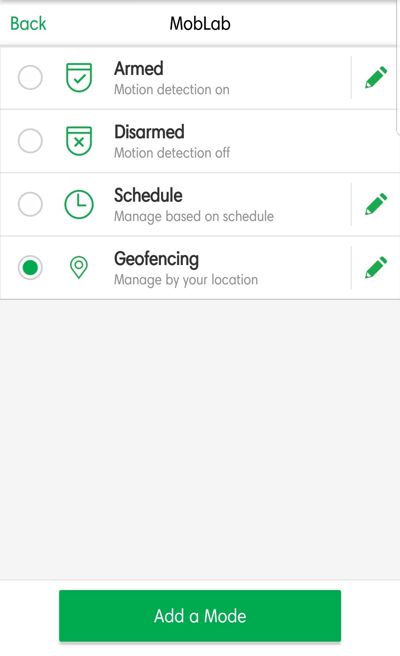 Back
MobLab
Armed
Motion detection on
Disarmed
Motion detection off
Schedule
Manage based on schedule
Geofencing
Manage by your location
Add a Mode